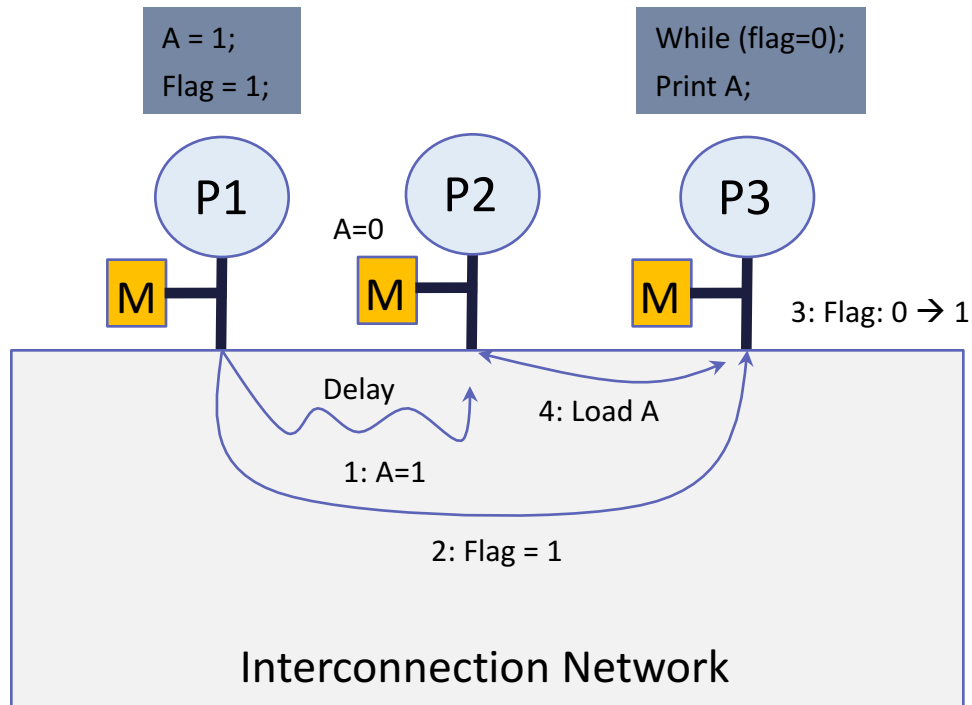 A = 1;
Flag = 1;
While (flag=0);
Print A;
P1
P2
P3
A=0
M
M
M
3: Flag: 0 → 1
Delay
4: Load A
1: A=1
2: Flag = 1
Interconnection Network